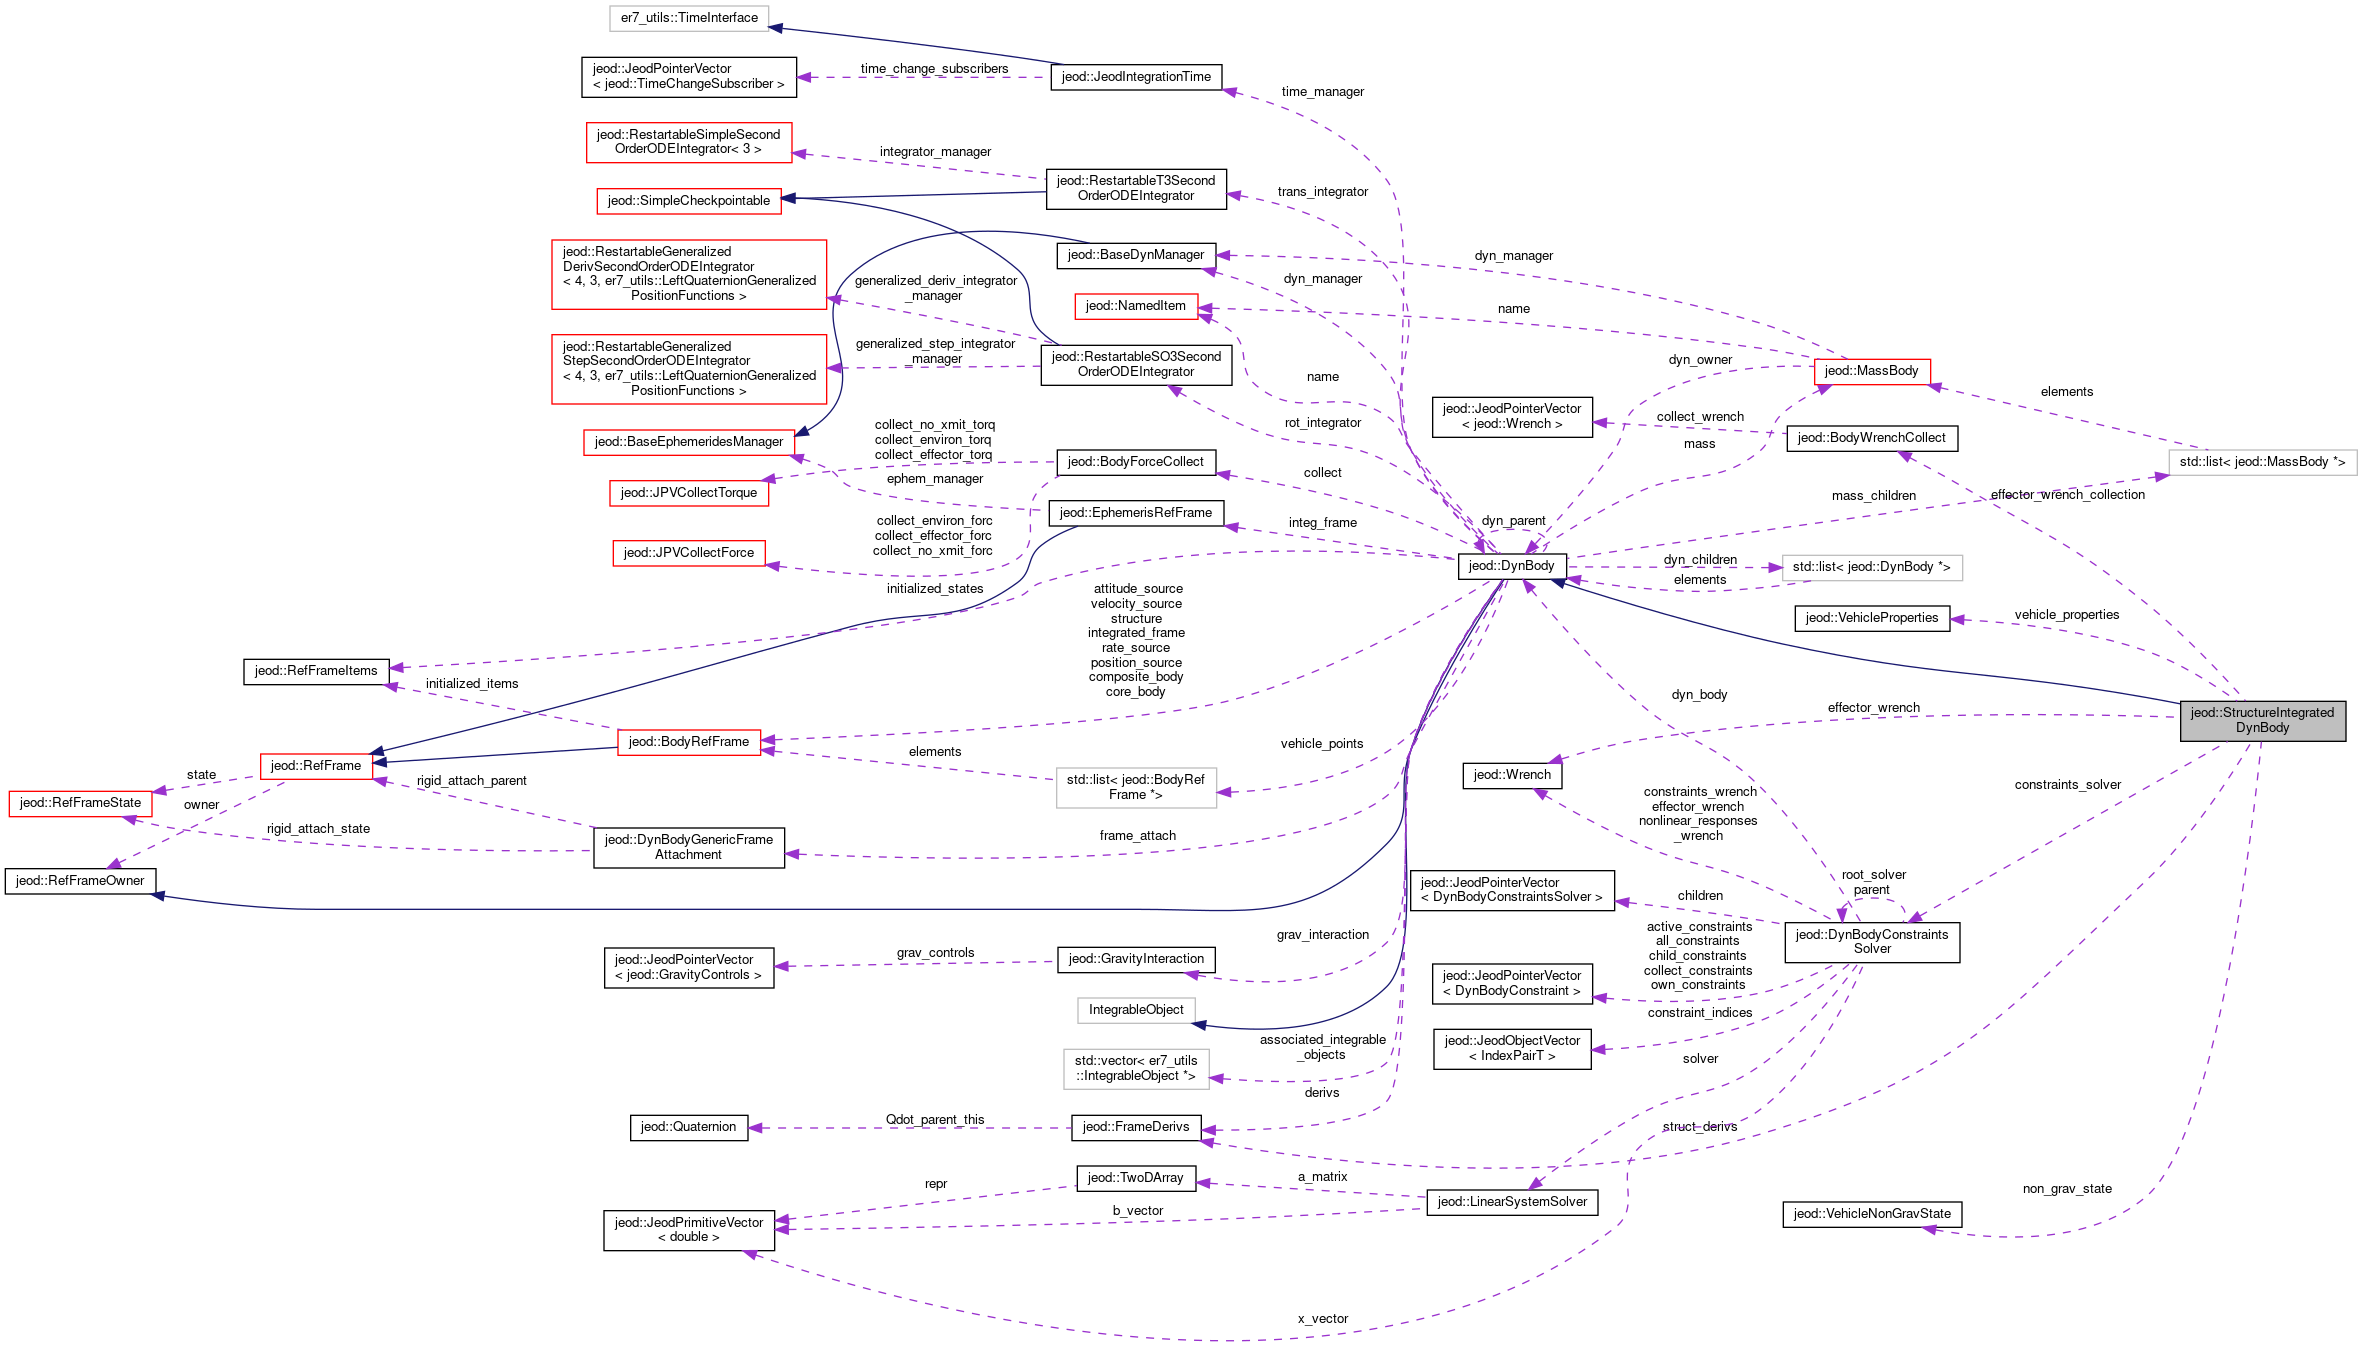 er7_utils::TimeInterface
jeod::JeodPointerVector
< jeod::TimeChangeSubscriber >
time_change_subscribers
jeod::JeodIntegrationTime
time_manager
jeod::RestartableSimpleSecond
OrderODEIntegrator< 3 >
integrator_manager
jeod::RestartableT3Second
OrderODEIntegrator
trans_integrator
jeod::SimpleCheckpointable
jeod::RestartableGeneralized
DerivSecondOrderODEIntegrator
< 4, 3, er7_utils::LeftQuaternionGeneralized
PositionFunctions >
generalized_deriv_integrator
_manager
jeod::BaseDynManager
dyn_manager
dyn_manager
jeod::NamedItem
name
name
jeod::RestartableGeneralized
StepSecondOrderODEIntegrator
< 4, 3, er7_utils::LeftQuaternionGeneralized
PositionFunctions >
generalized_step_integrator
_manager
jeod::RestartableSO3Second
OrderODEIntegrator
rot_integrator
dyn_owner
jeod::MassBody
mass
elements
jeod::JeodPointerVector
< jeod::Wrench >
collect_wrench
jeod::BodyWrenchCollect
std::list< jeod::MassBody *>
jeod::BaseEphemeridesManager
collect_no_xmit_torq
collect_environ_torq
collect_effector_torq
jeod::BodyForceCollect
collect
ephem_manager
jeod::JPVCollectTorque
mass_children
effector_wrench_collection
jeod::EphemerisRefFrame
integ_frame
dyn_parent
collect_environ_forc
collect_effector_forc
collect_no_xmit_forc
jeod::JPVCollectForce
jeod::DynBody
dyn_children
elements
std::list< jeod::DynBody *>
initialized_states
attitude_source
velocity_source
structure
integrated_frame
rate_source
position_source
composite_body
core_body
jeod::VehicleProperties
vehicle_properties
jeod::RefFrameItems
initialized_items
dyn_body
effector_wrench
jeod::StructureIntegrated
DynBody
jeod::BodyRefFrame
elements
vehicle_points
jeod::RefFrame
state
rigid_attach_parent
std::list< jeod::BodyRef
Frame *>
jeod::Wrench
constraints_solver
jeod::RefFrameState
owner
constraints_wrench
effector_wrench
nonlinear_responses
_wrench
rigid_attach_state
jeod::DynBodyGenericFrame
Attachment
frame_attach
jeod::RefFrameOwner
jeod::JeodPointerVector
< DynBodyConstraintsSolver >
children
root_solver
parent
jeod::DynBodyConstraints
Solver
active_constraints
all_constraints
child_constraints
collect_constraints
own_constraints
grav_interaction
jeod::JeodPointerVector
< jeod::GravityControls >
grav_controls
jeod::GravityInteraction
jeod::JeodPointerVector
< DynBodyConstraint >
IntegrableObject
constraint_indices
jeod::JeodObjectVector
< IndexPairT >
associated_integrable
_objects
std::vector< er7_utils
::IntegrableObject *>
solver
derivs
jeod::Quaternion
Qdot_parent_this
jeod::FrameDerivs
struct_derivs
jeod::TwoDArray
a_matrix
repr
jeod::LinearSystemSolver
non_grav_state
jeod::JeodPrimitiveVector
< double >
b_vector
jeod::VehicleNonGravState
x_vector